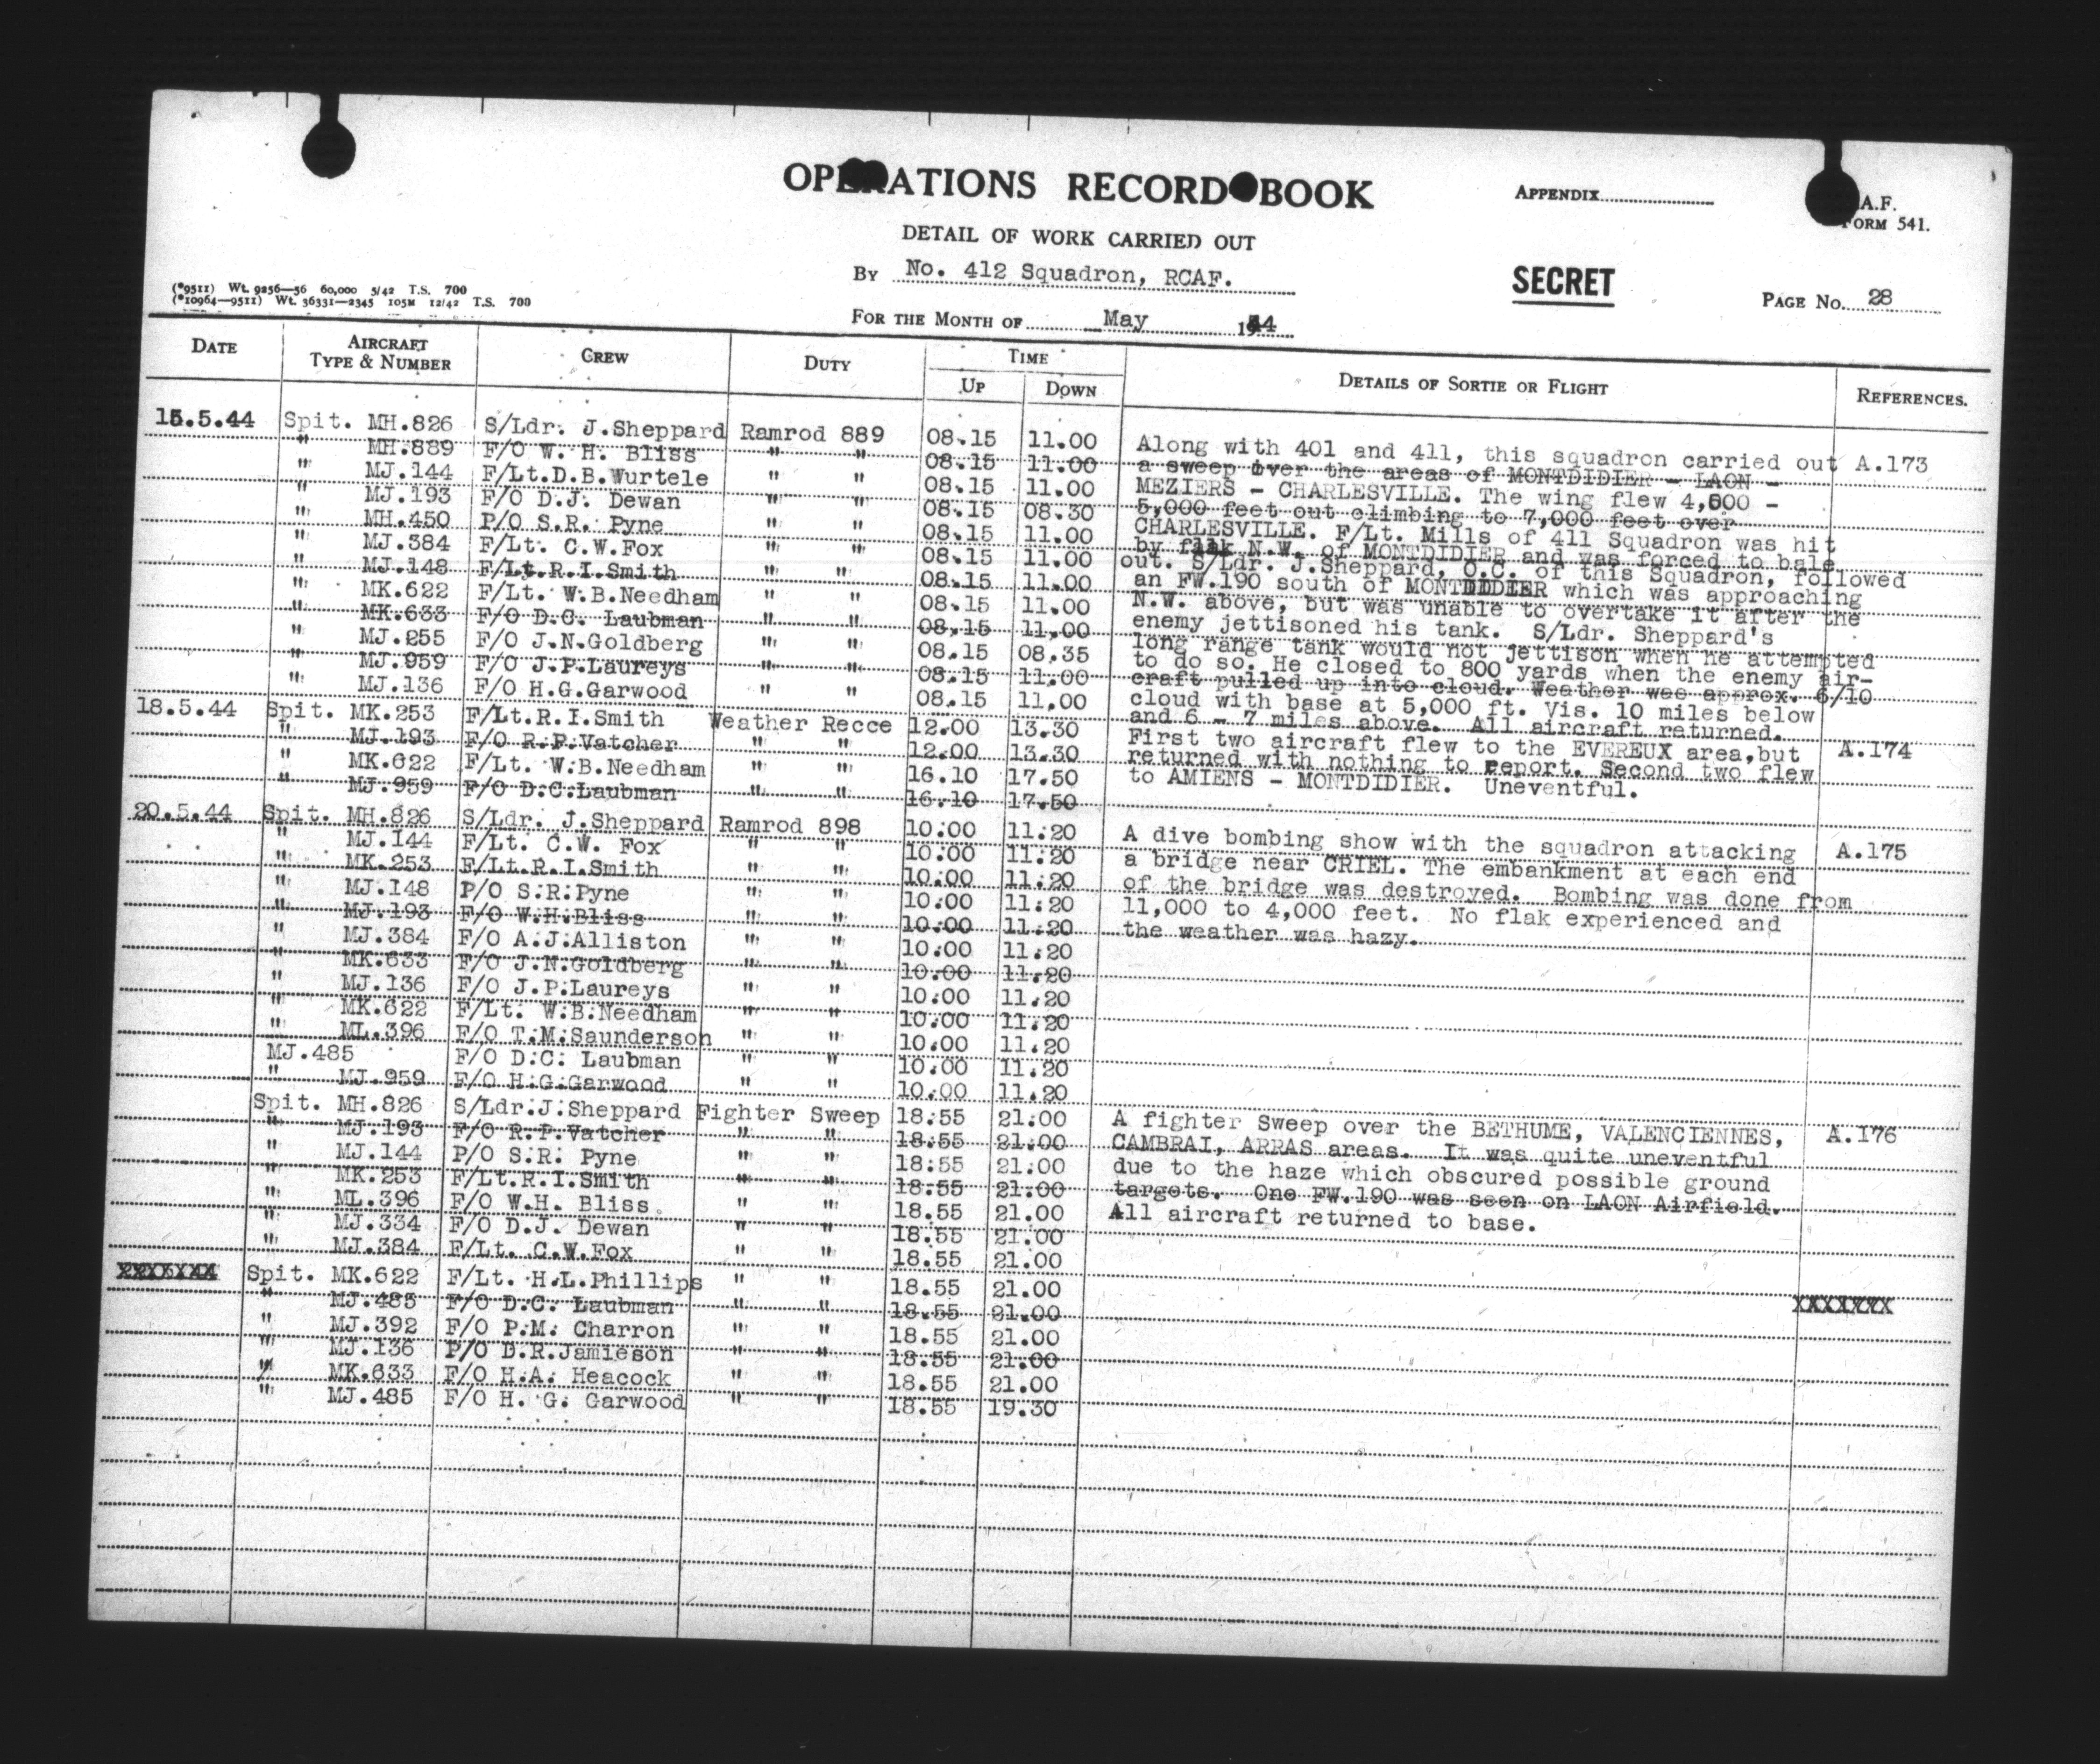 OPERATIONS RECORD BOOK
APPENDIX
A.F.
FORM 541.
DETAIL OF WORK CARRIED OUT
By No. 412 Squadron, RCAF.
SECRET
PAGE No. 28
(*9511) Wt. 9256—56 60,000 5/42 T.S. 700
(*10964—9511) Wt. 36331—2345 105M 12/42 T.S. 700
FOR THE MONTH OF May 1944
DATE AIRCRAFT TYPE & NUMBER CREW DUTY TIME UP DOWN DETAILS OF SORTIE OR FLIGHT REFERENCES.
15.5.44 Spit. MH.826 S/Ldr. J.Sheppard Ramrod 889 08.15 11.00 Along with 401 and 411, this squadron carried out A.173
" MH.889 F/O W. H. Bliss " " 08.15 11.00 a sweep over the areas of MONTDIDIER - LAON -
" MJ.144 F/Lt.D.B.Wurtele " " 08.15 11.00 MEZIERS - CHARLESVILLE. The wing flew 4,000 -
" MJ.193 F/O D.J. Dewan " " 08.15 08.30 5,000 feet out climbing to 7,000 feet over
" MH.450 P/O S.R. Pyne " " 08.15 11.00 CHARLESVILLE. F/Lt. Mills of 411 Squadron was hit
" MJ.384 F/Lt. C.W.Fox " " 08.15 11.00 by flak N.W. of MONTDIDIER and was forced to bale
" MJ.148 F/Lt.R.I.Smith " " 08.15 11.00 out. S/Ldr. J.Sheppard, O.C. of this Squadron, followed
" MK.622 F/Lt. W.B.Needham " " 08.15 11.00 an FW.190 south of MONTDIDIER which was approaching
" MK.633 F/O D.C. Laubman " " 08.15 11.00 N.W. above, but was unable to overtake it after the
" MJ.255 F/O J.N.Goldberg " " 08.15 08.35 enemy jettisoned his tank. S/Ldr. Sheppard's
" MJ.959 F/O J.P.Laureys " " 08.15 11.00 long range tank would not jettison when he attempted
" MJ.136 F/O H.G.Garwood " " 08.15 11.00 to do so. He closed to 800 yards when the enemy air-
craft pulled up into cloud. Weather was approx. 6/10
cloud with base at 5,000 ft. Vis. 10 miles below
and 6 - 7 miles above. All aircraft returned.
18.5.44 Spit. MK.253 F/Lt.R.I.Smith Weather Recce 12.00 13.30 First two aircraft flew to the EVEREUX area,but A.174
" MJ.193 F/O R.P.Vatcher " " 12.00 13.30 returned with nothing to report. Second two flew
" MK.622 F/Lt. W.B.Needham " " 16.10 17.50 to AMIENS - MONTDIDIER. Uneventful.
" MJ.959 F/O D.C.Laubman " " 16.10 17.50
20.5.44 Spit. MH.826 S/Ldr. J.Sheppard Ramrod 898 10.00 11.20 A dive bombing show with the squadron attacking A.175
" MJ.144 F/Lt. C.W. Fox " " 10.00 11.20 a bridge near CRIEL. The embankment at each end
" MK.253 F/Lt.R.I.Smith " " 10.00 11.20 of the bridge was destroyed. Bombing was done from
" MJ.148 P/O S.R.Pyne " " 10.00 11.20 11,000 to 4,000 feet. No flak experienced and
" MJ.193 F/O W.H.Bliss " " 10.00 11.20 the weather was hazy.
" MJ.384 F/O A.J.Alliston " " 10.00 11.20
" MK.633 F/O J.N.Goldberg " " 10.00 11.20
" MJ.136 F/O J.P.Laureys " " 10.00 11.20
" MK.622 F/Lt. W.B.Needham " " 10.00 11.20
" ML.396 F/O T.M.Saunderson " " 10.00 11.20
MJ.485 F/O D.C. Laubman " " 10.00 11.20
" MJ.959 F/O H.G.Garwood " " 10.00 11.20
Spit. MH.826 S/Ldr.J.Sheppard Fighter Sweep 18.55 21.00 A fighter Sweep over the BETHUME, VALENCIENNES, A.176
" MJ.193 F/O R.P.Vatcher " " 18.55 21.00 CAMBRAI, ARRAS areas. It was quite uneventful
" MJ.144 P/O S.R. Pyne " " 18.55 21.00 due to the haze which obscured possible ground
" MK.253 F/Lt.R.I.Smith " " 18.55 21.00 targets. One FW.190 was seen on LAON Airfield.
" ML.396 F/O W.H. Bliss " " 18.55 21.00 All aircraft returned to base.
" MJ.334 F/O D.J. Dewan " " 18.55 21.00
" MJ.384 F/Lt. C.W.Fox " " 18.55 21.00
Spit. MK.622 F/Lt. H.L.Phillips " " 18.55 21.00
" MJ.485 F/O D.C. Laubman " " 18.55 21.00 XXXXXXX
" MJ.392 F/O P.M. Charron " " 18.55 21.00
" MJ.136 P/O D.R.Jamieson " " 18.55 21.00
" MK.633 F/O H.A. Heacock " " 18.55 21.00
" MJ.485 F/O H. G. Garwood " " 18.55 19.30